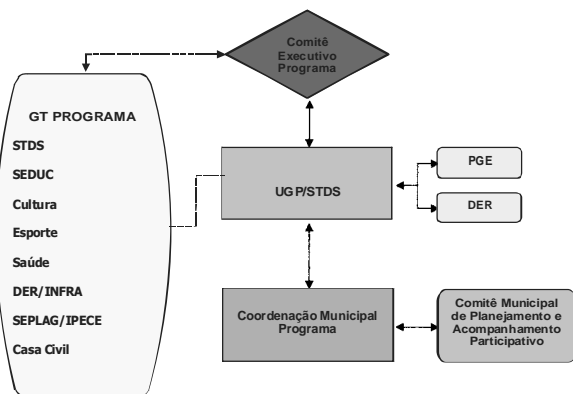 Comitê
Executivo
Programa
GT PROGRAMA
STDS
SEDUC
Cultura
Esporte
Saúde
DER/INFRA
SEPLAG/IPECE
Casa Civil
UGP/STDS
PGE
DER
Coordenação Municipal
Programa
Comitê Municipal
de Planejamento e
Acompanhamento
Participativo